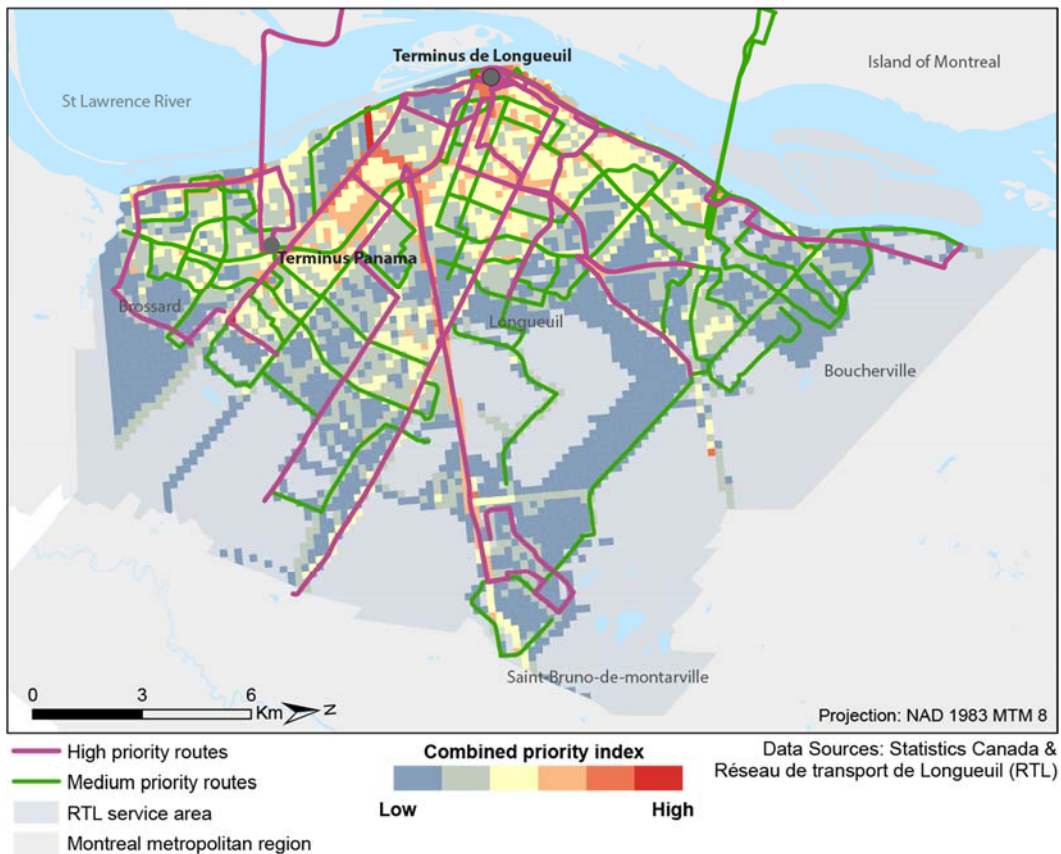 Terminus de Longueuil
Island of Montreal
St Lawrence River
Terminus Panama
Brossard
Longueuil
Boucherville
Saint-Bruno-de-montarville
0 3 6
Km
N
Projection: NAD 1983 MTM 8
High priority routes
Medium priority routes
RTL service area
Montreal metropolitan region
Combined priority index
Low High
Data Sources: Statistics Canada &
Réseau de transport de Longueuil (RTL)